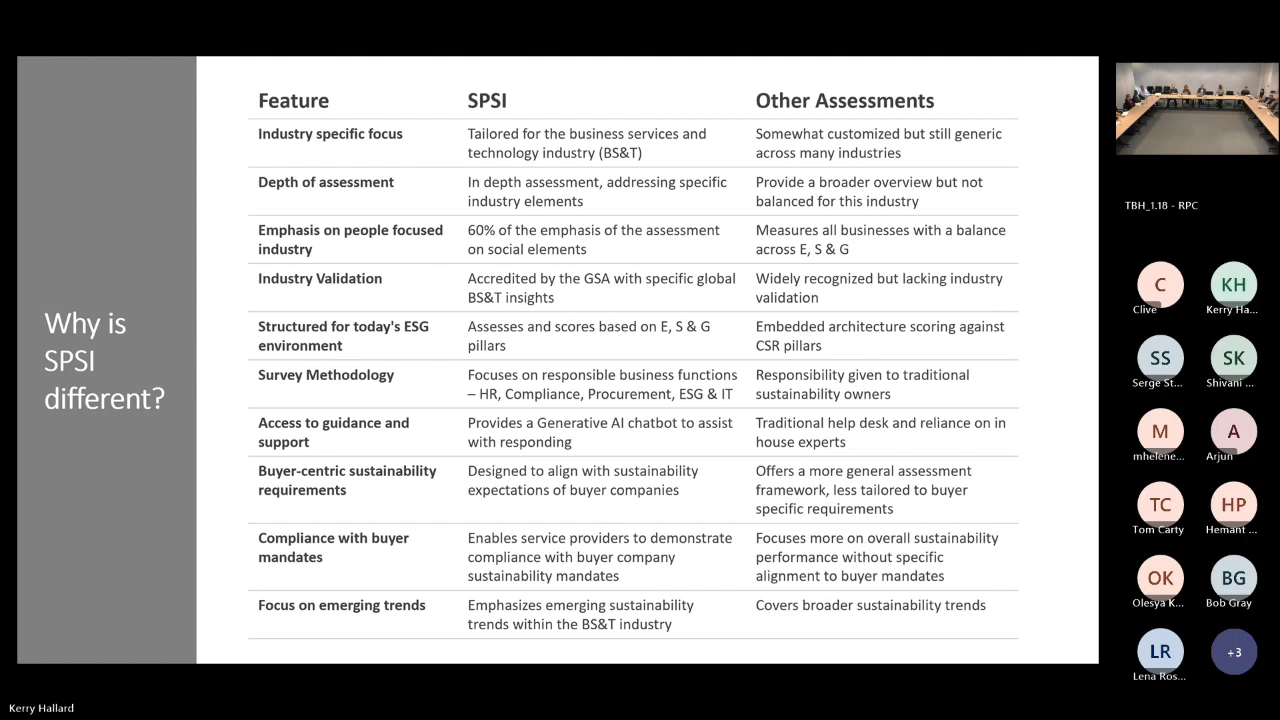 Why is
SPSI
different?
Feature SPSI Other Assessments
Industry specific focus
Tailored for the business services and
technology industry (BS&T)
Somewhat customized but still generic
across many industries
Depth of assessment
In depth assessment, addressing specific
industry elements
Provide a broader overview but not
balanced for this industry
Emphasis on people focused
industry
60% of the emphasis of the assessment
on social elements
Measures all businesses with a balance
across E, S & G
Industry Validation
Accredited by the GSA with specific global
BS&T insights
Widely recognized but lacking industry
validation
Structured for today's ESG
environment
Assesses and scores based on E, S & G
pillars
Embedded architecture scoring against
CSR pillars
Survey Methodology
Focuses on responsible business functions
– HR, Compliance, Procurement, ESG & IT
Responsibility given to traditional
sustainability owners
Access to guidance and
support
Provides a Generative AI chatbot to assist
with responding
Traditional help desk and reliance on in
house experts
Buyer-centric sustainability
requirements
Designed to align with sustainability
expectations of buyer companies
Offers a more general assessment
framework, less tailored to buyer
specific requirements
Compliance with buyer
mandates
Enables service providers to demonstrate
compliance with buyer company
sustainability mandates
Focuses more on overall sustainability
performance without specific
alignment to buyer mandates
Focus on emerging trends
Emphasizes emerging sustainability
trends within the BS&T industry
Covers broader sustainability trends
TBH_1.18 - RPC
C
Clive
KH
Kerry Ha...
SS
Serge St...
SK
Shivani ...
M
mhelene...
A
Arjun
TC
Tom Carty
HP
Hemant ...
OK
Olesya K...
BG
Bob Gray
LR
Lena Ros...
+3
Kerry Hallard